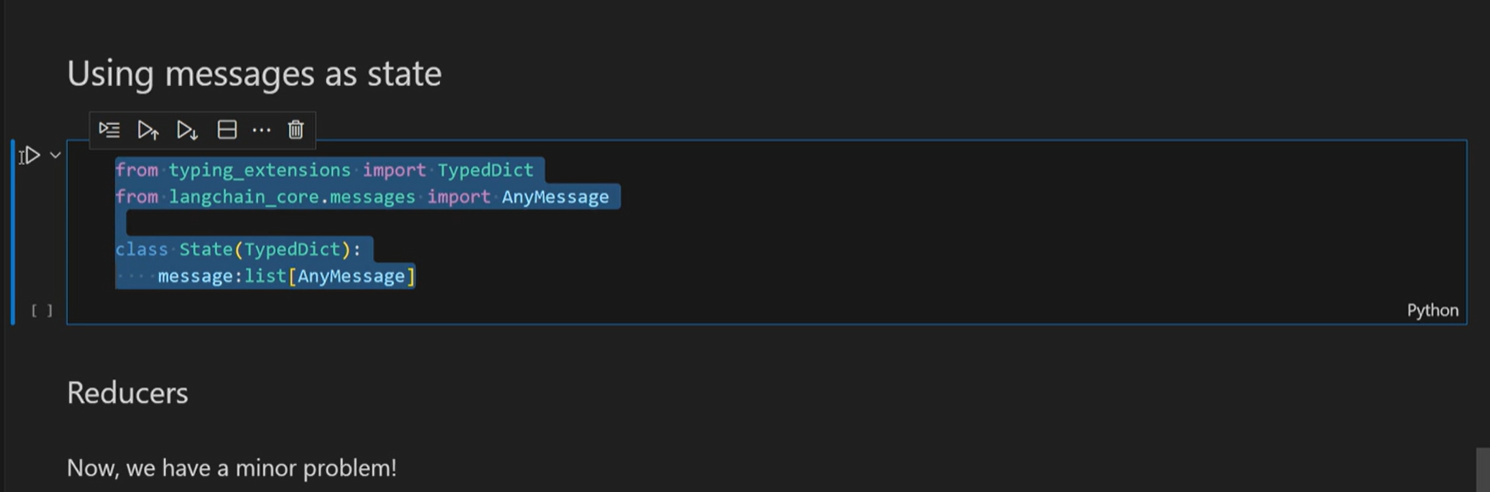 Using messages as state
from typing_extensions import TypedDict
from langchain_core.messages import AnyMessage
class State(TypedDict):
    message:list[AnyMessage]
[ ]
Python
Reducers
Now, we have a minor problem!